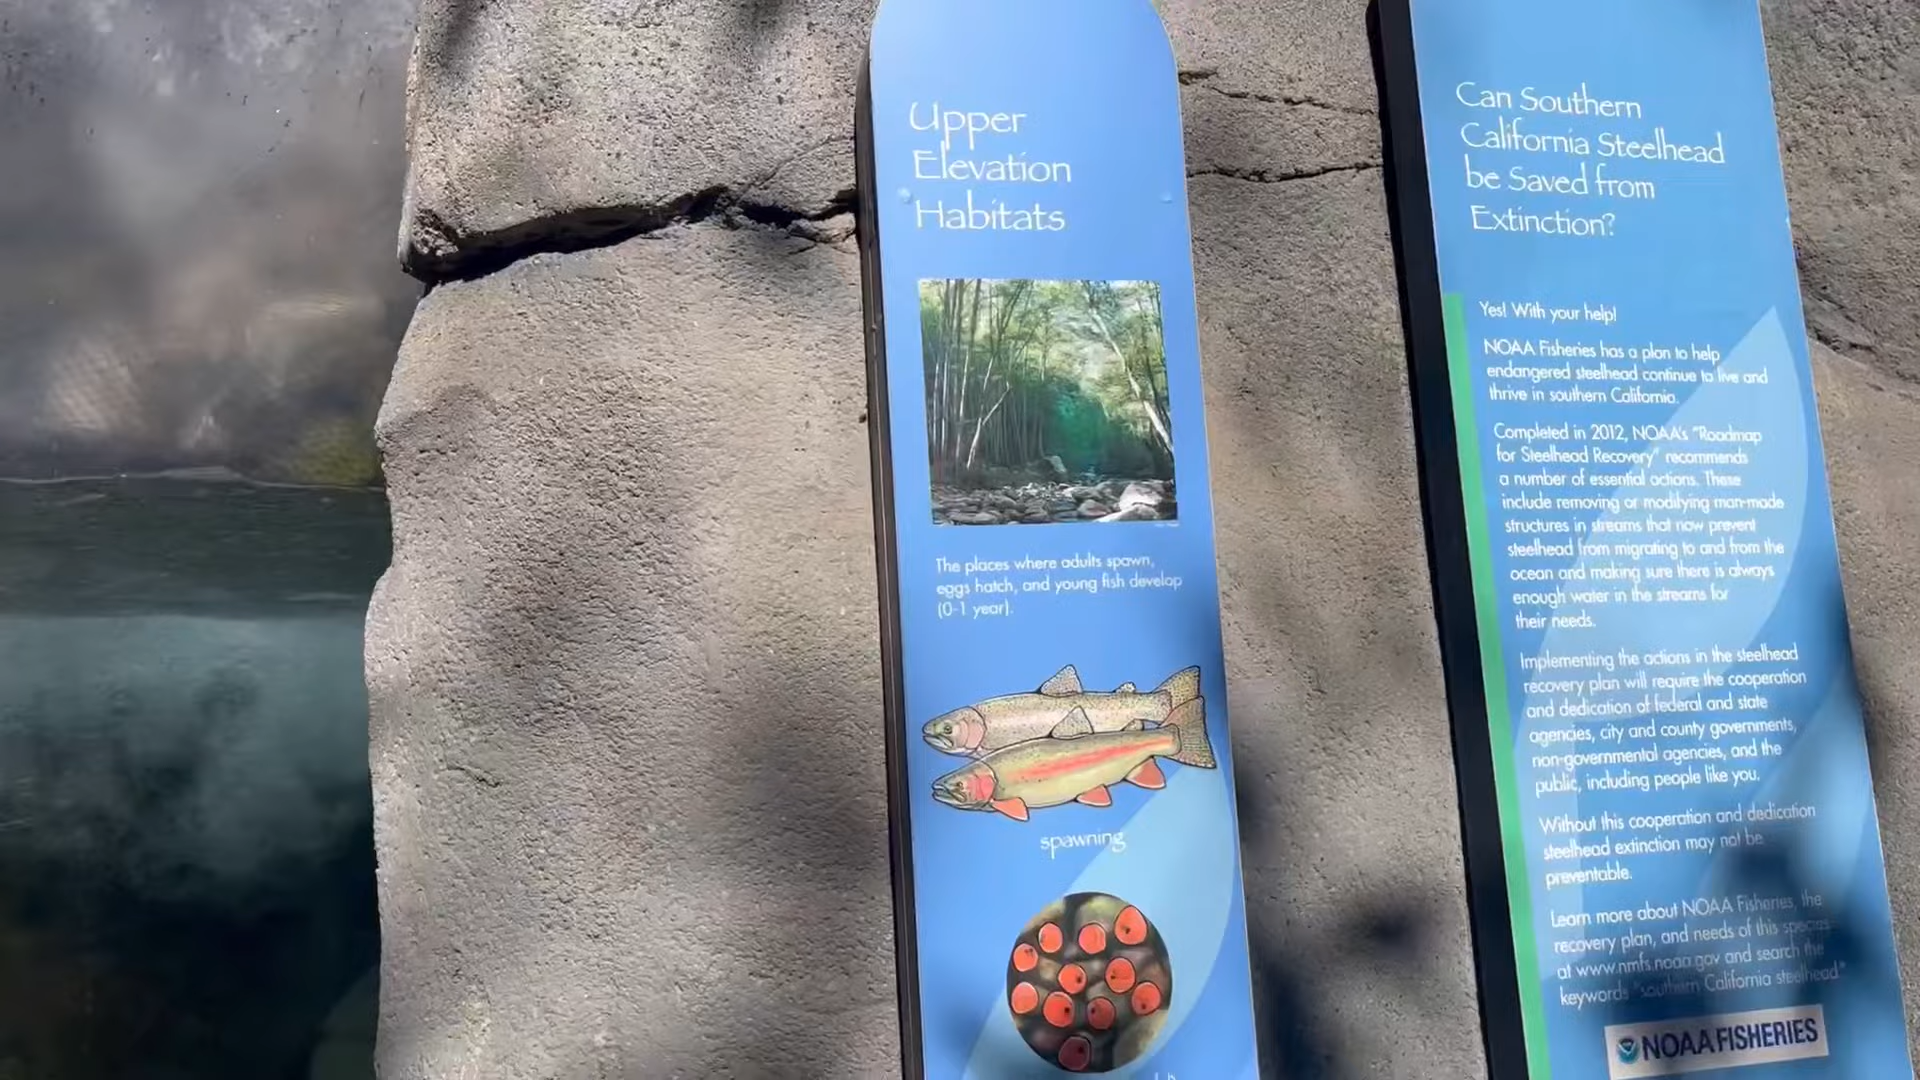 Upper
Elevation
Habitats
The places where adults spawn,
eggs hatch, and young fish develop
(0-1 year).
spawning
Can Southern
California Steelhead
be Saved from
Extinction?
Yes! With your help!
NOAA Fisheries has a plan to help
endangered steelhead continue to live and
thrive in southern California.
Completed in 2012, NOAA's "Roadmap
for Steelhead Recovery" recommends
a number of essential actions. These
include removing or modifying man-made
structures in streams that now prevent
steelhead from migrating to and from the
ocean and making sure there is always
enough water in the streams for
their needs.
Implementing the actions in the steelhead
recovery plan will require the cooperation
and dedication of federal and state
agencies, city and county governments,
non-governmental agencies, and the
public, including people like you.
Without this cooperation and dedication
steelhead extinction may not be
preventable.
Learn more about NOAA Fisheries, the
recovery plan, and needs of this species
at www.nmfs.noaa.gov and search the
keywords "southern California steelhead."
NOAA FISHERIES